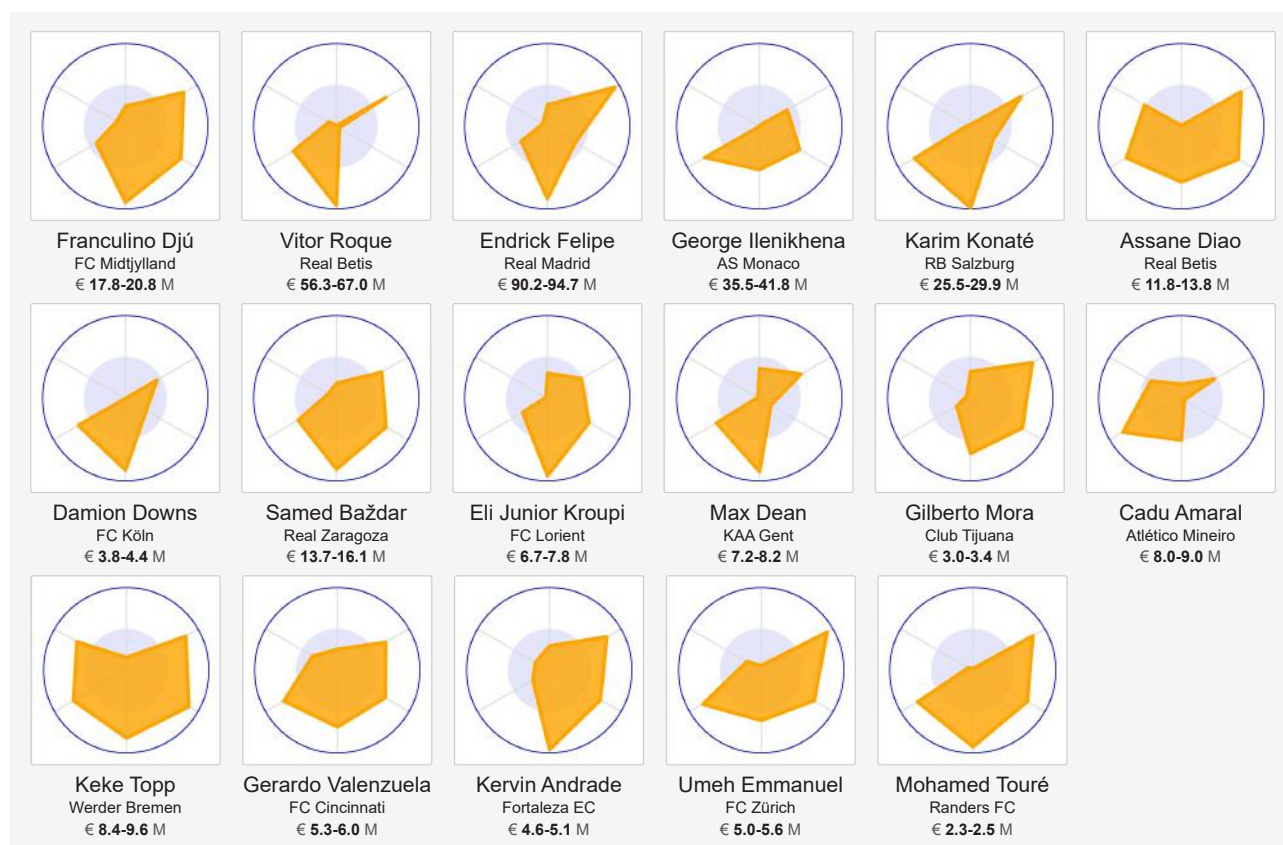 Franculino Djú
FC Midtjylland
€ 17.8-20.8 M
Vitor Roque
Real Betis
€ 56.3-67.0 M
Endrick Felipe
Real Madrid
€ 90.2-94.7 M
George Ilenikhena
AS Monaco
€ 35.5-41.8 M
Karim Konaté
RB Salzburg
€ 25.5-29.9 M
Assane Diao
Real Betis
€ 11.8-13.8 M
Damion Downs
FC Köln
€ 3.8-4.4 M
Samed Baždar
Real Zaragoza
€ 13.7-16.1 M
Eli Junior Kroupi
FC Lorient
€ 6.7-7.8 M
Max Dean
KAA Gent
€ 7.2-8.2 M
Gilberto Mora
Club Tijuana
€ 3.0-3.4 M
Cadu Amaral
Atlético Mineiro
€ 8.0-9.0 M
Keke Topp
Werder Bremen
€ 8.4-9.6 M
Gerardo Valenzuela
FC Cincinnati
€ 5.3-6.0 M
Kervin Andrade
Fortaleza EC
€ 4.6-5.1 M
Umeh Emmanuel
FC Zürich
€ 5.0-5.6 M
Mohamed Touré
Randers FC
€ 2.3-2.5 M